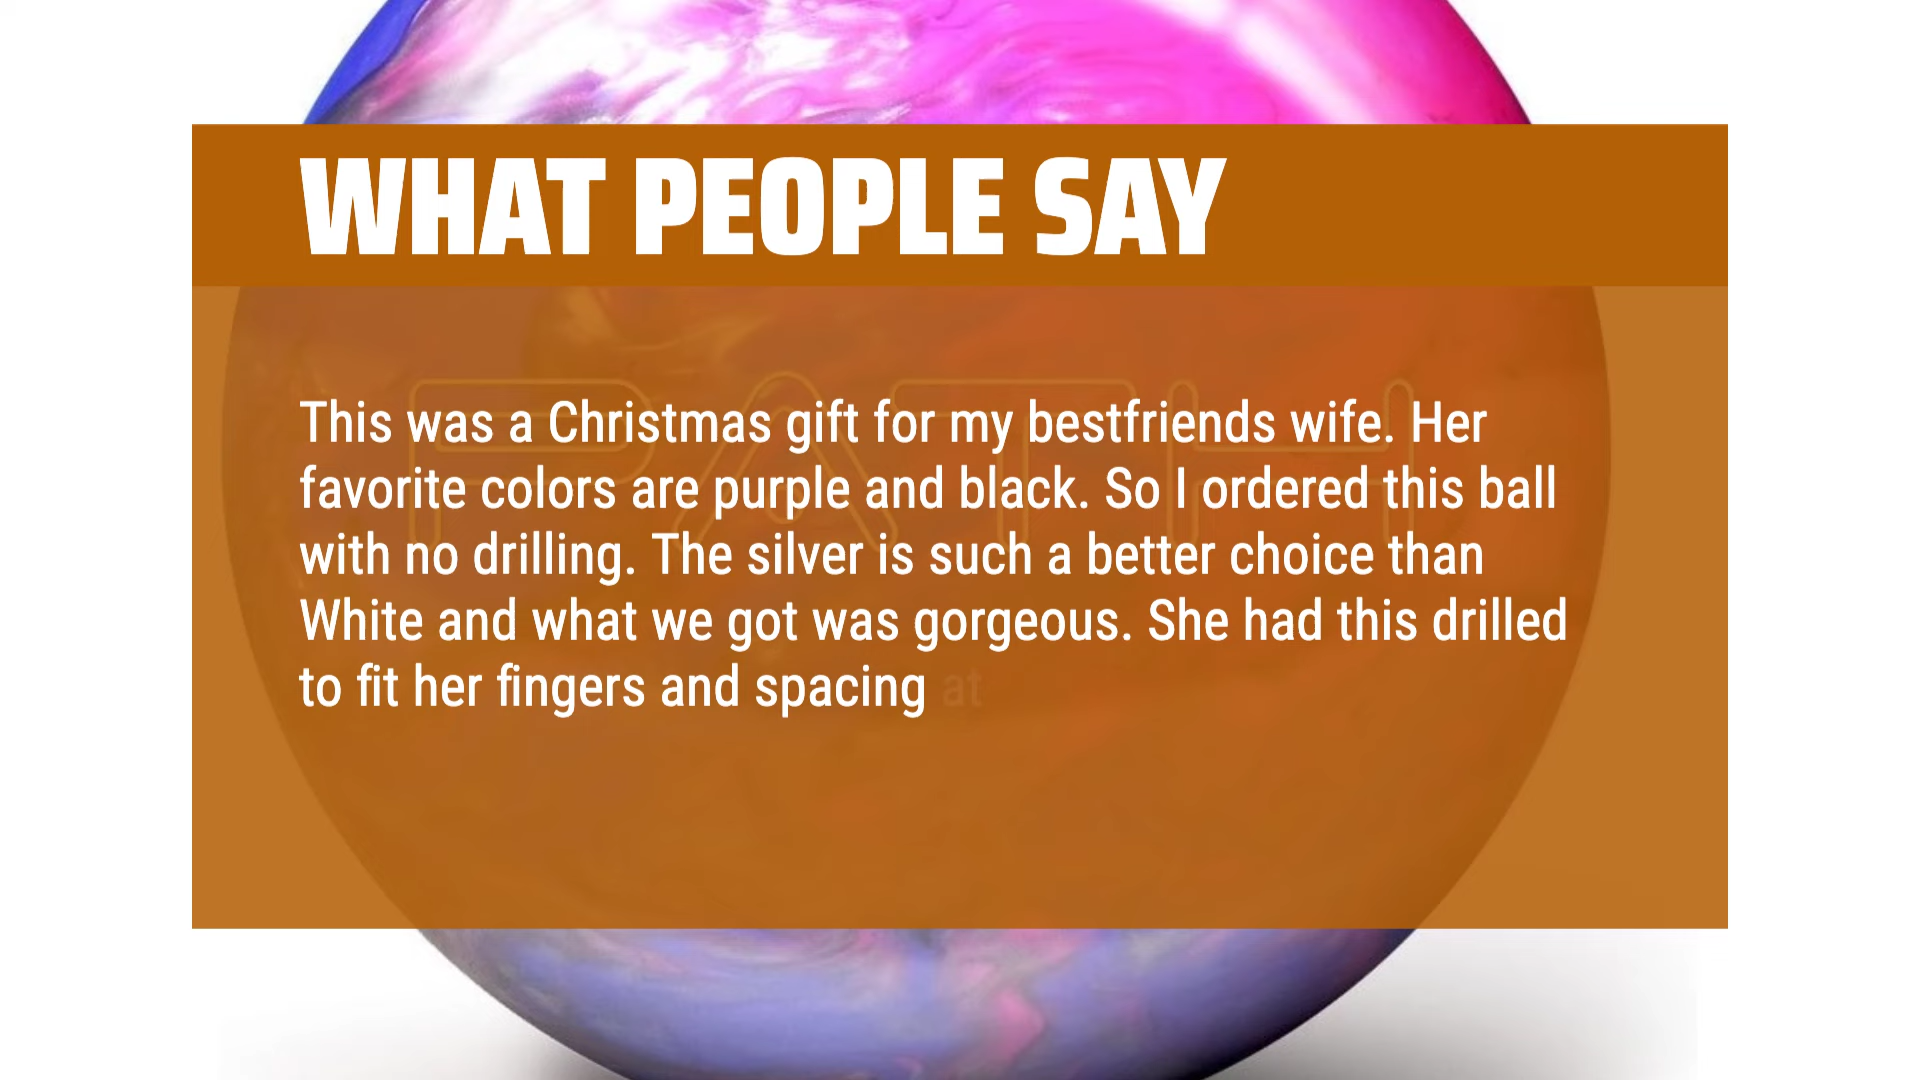 WHAT PEOPLE SAY
PATH
This was a Christmas gift for my bestfriends wife. Her
favorite colors are purple and black. So I ordered this ball
with no drilling. The silver is such a better choice than
White and what we got was gorgeous. She had this drilled
to fit her fingers and spacing at